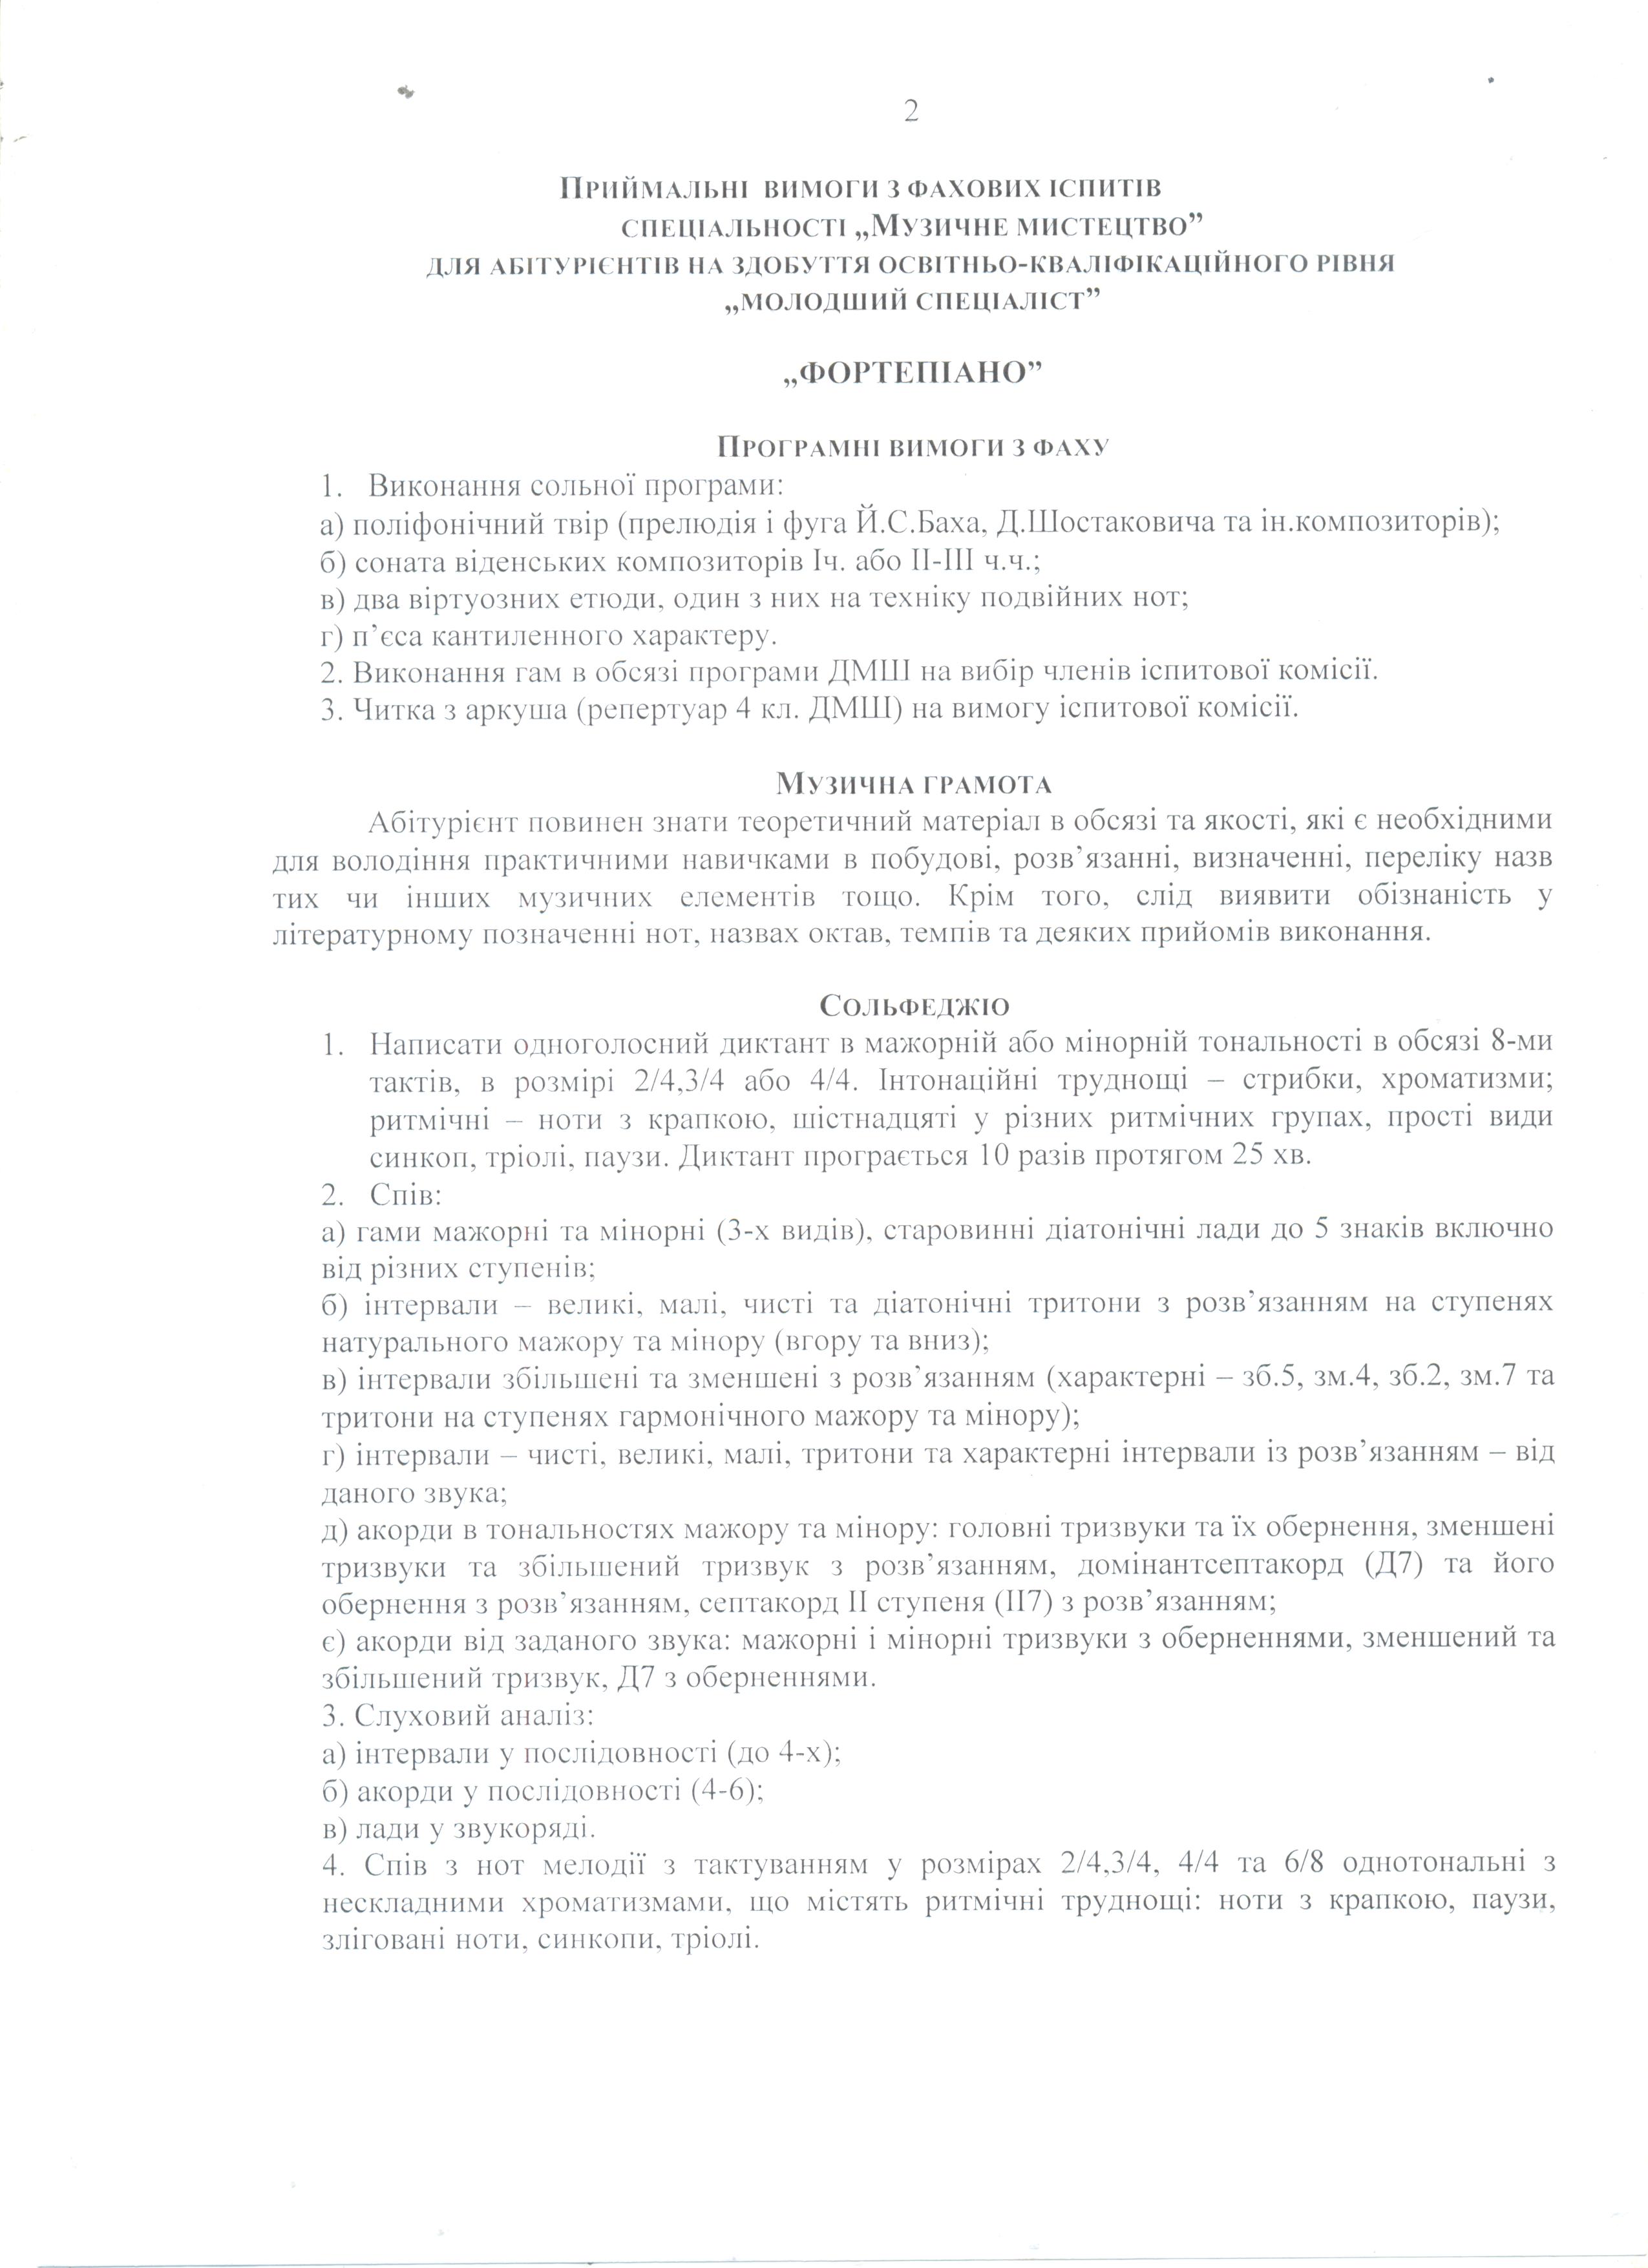 2
Приймальні вимоги з фахових іспитів
спеціальності „Музичне мистецтво”
для абітурієнтів на здобуття освітньо-кваліфікаційного рівня
„молодший спеціаліст”
„ФОРТЕПІАНО”
Програмні вимоги з фаху
1. Виконання сольної програми:
а) поліфонічний твір (прелюдія і фуга Й.С.Баха, Д.Шостаковича та ін.композиторів);
б) соната віденських композиторів Iч. або II-III ч.ч.;
в) два віртуозних етюди, один з них на техніку подвійних нот;
г) п’єса кантиленного характеру.
2. Виконання гам в обсязі програми ДМШ на вибір членів іспитової комісії.
3. Читка з аркуша (репертуар 4 кл. ДМШ) на вимогу іспитової комісії.
Музична грамота
Абітурієнт повинен знати теоретичний матеріал в обсязі та якості, які є необхідними
для володіння практичними навичками в побудові, розв’язанні, визначенні, переліку назв
тих чи інших музичних елементів тощо. Крім того, слід виявити обізнаність у
літературному позначенні нот, назвах октав, темпів та деяких прийомів виконання.
Сольфеджіо
1. Написати одноголосний диктант в мажорній або мінорній тональності в обсязі 8-ми
тактів, в розмірі 2/4,3/4 або 4/4. Інтонаційні труднощі – стрибки, хроматизми;
ритмічні – ноти з крапкою, шістнадцяті у різних ритмічних групах, прості види
синкоп, тріолі, паузи. Диктант програється 10 разів протягом 25 хв.
2. Спів:
а) гами мажорні та мінорні (3-х видів), старовинні діатонічні лади до 5 знаків включно
від різних ступенів;
б) інтервали – великі, малі, чисті та діатонічні тритони з розв’язанням на ступенях
натурального мажору та мінору (вгору та вниз);
в) інтервали збільшені та зменшені з розв’язанням (характерні – зб.5, зм.4, зб.2, зм.7 та
тритони на ступенях гармонічного мажору та мінору);
г) інтервали – чисті, великі, малі, тритони та характерні інтервали із розв’язанням – від
даного звука;
д) акорди в тональностях мажору та мінору: головні тризвуки та їх обернення, зменшені
тризвуки та збільшений тризвук з розв’язанням, домінантсептакорд (Д7) та його
обернення з розв’язанням, септакорд II ступеня (II7) з розв’язанням;
є) акорди від заданого звука: мажорні і мінорні тризвуки з оберненнями, зменшений та
збільшений тризвук, Д7 з оберненнями.
3. Слуховий аналіз:
а) інтервали у послідовності (до 4-х);
б) акорди у послідовності (4-6);
в) лади у звукоряді.
4. Спів з нот мелодії з тактуванням у розмірах 2/4,3/4, 4/4 та 6/8 однотональні з
нескладними хроматизмами, що містять ритмічні труднощі: ноти з крапкою, паузи,
зліговані ноти, синкопи, тріолі.